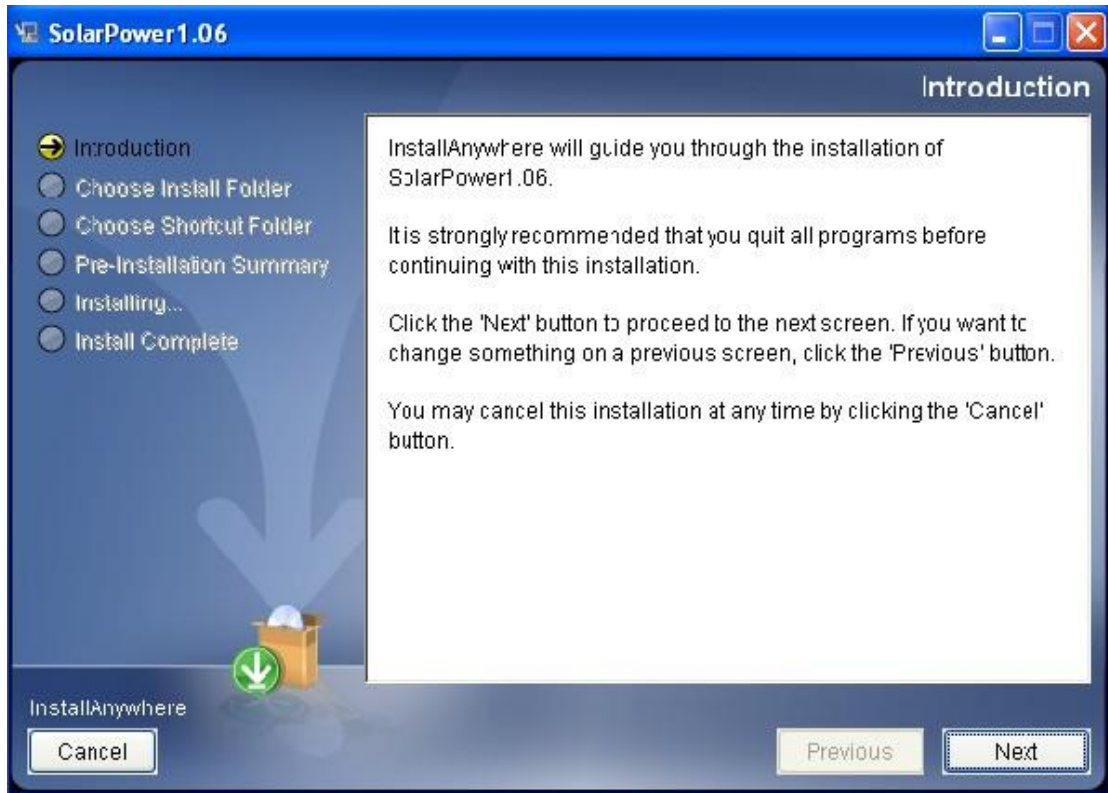 SolarPower1.06
Introduction
Introduction
Choose Install Folder
Choose Shortcut Folder
Pre-Installation Summary
Installing...
Install Complete
InstallAnywhere will guide you through the installation of
SolarPower1.06.
It is strongly recommended that you quit all programs before
continuing with this installation.
Click the 'Next' button to proceed to the next screen. If you want to
change something on a previous screen, click the 'Previous' button.
You may cancel this installation at any time by clicking the 'Cancel'
button.
InstallAnywhere
Cancel
Previous
Next